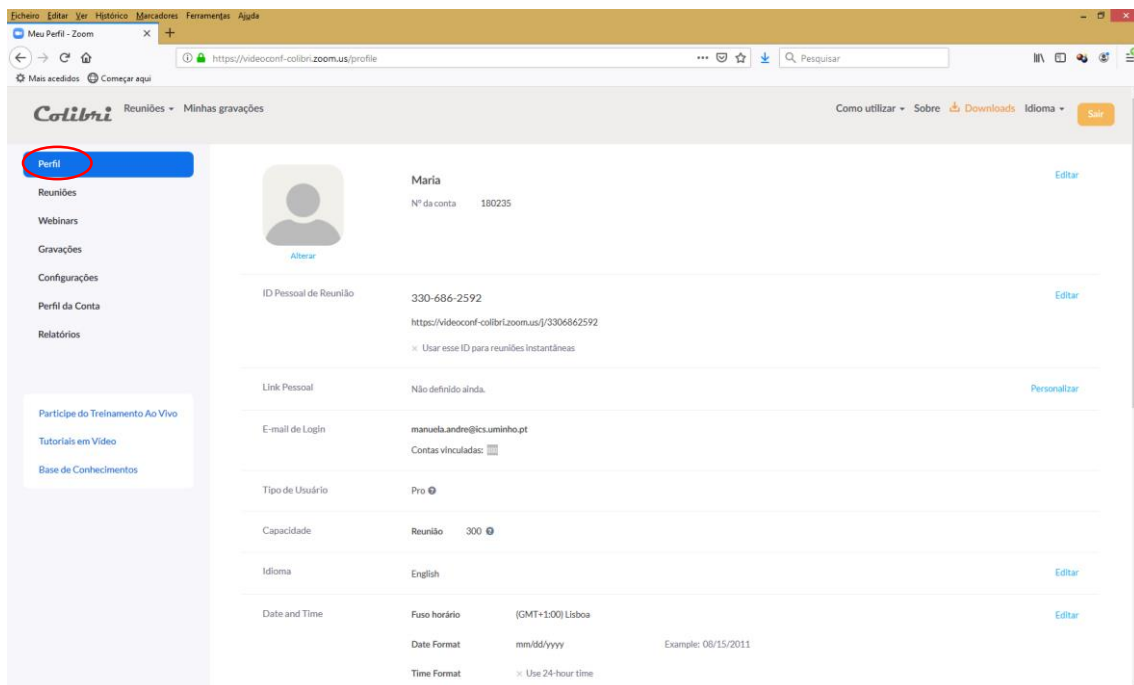 Ficheiro Editar Ver Histórico Marcadores Ferramentas Ajuda
Meu Perfil - Zoom
https://videoconf-colibri.zoom.us/profile
Pesquisar
Mais acedidos Começar aqui
Colibri Reuniões Minhas gravações Como utilizar Sobre Downloads Idioma Sair
Perfil
Reuniões
Webinars
Gravações
Configurações
Perfil da Conta
Relatórios
Participe do Treinamento Ao Vivo
Tutoriais em Vídeo
Base de Conhecimentos
Alterar
Maria Editar
Nº da conta 180235
ID Pessoal de Reunião 330-686-2592 Editar
https://videoconf-colibri.zoom.us/j/3306862592
× Usar esse ID para reuniões instantâneas
Link Pessoal Não definido ainda. Personalizar
E-mail de Login manuela.andre@ics.uminho.pt
Contas vinculadas:
Tipo de Usuário Pro
Capacidade Reunião 300
Idioma English Editar
Date and Time Fuso horário (GMT+1:00) Lisboa Editar
Date Format mm/dd/yyyy Example: 08/15/2011
Time Format × Use 24-hour time